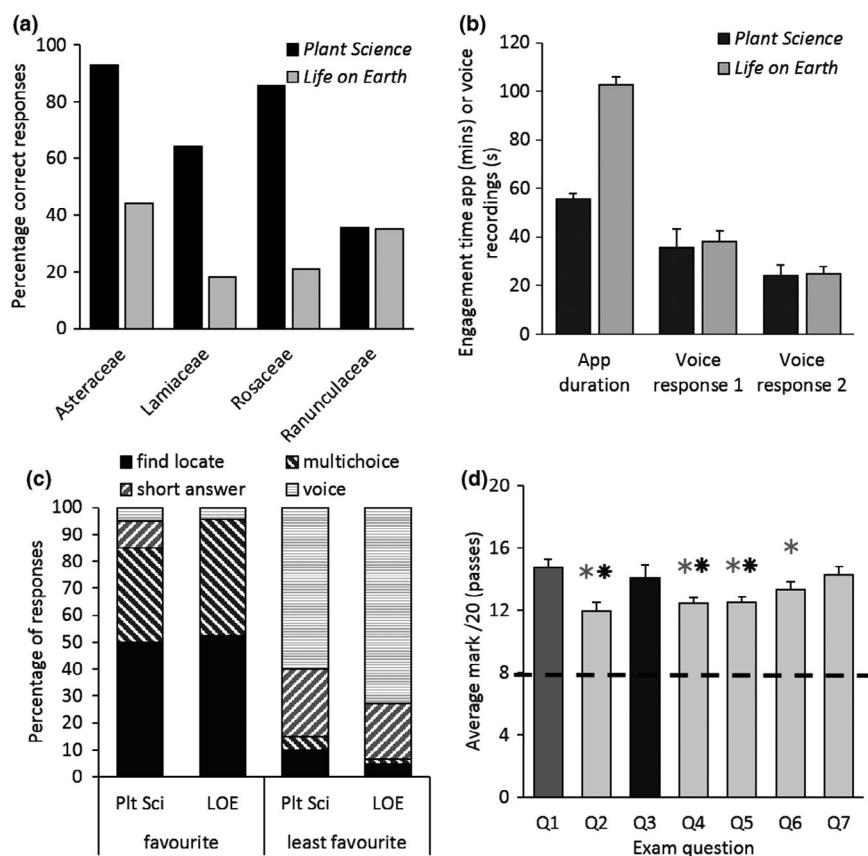 (a)
Percentage correct responses
100
80
60
40
20
0
Plant Science
Life on Earth
Asteraceae
Lamiaceae
Rosaceae
Ranunculaceae
(b)
Engagement time app (mins) or voice
recordings (s)
120
100
80
60
40
20
0
Plant Science
Life on Earth
App
duration
Voice
response 1
Voice
response 2
(c)
find locate
multichoice
short answer
voice
Percentage of responses
100
90
80
70
60
50
40
30
20
10
0
Plt Sci
LOE
Plt Sci
LOE
favourite
least favourite
(d)
Average mark /20 (passes)
20
16
12
8
4
0
**
**
**
*
Q1
Q2
Q3
Q4
Q5
Q6
Q7
Exam question